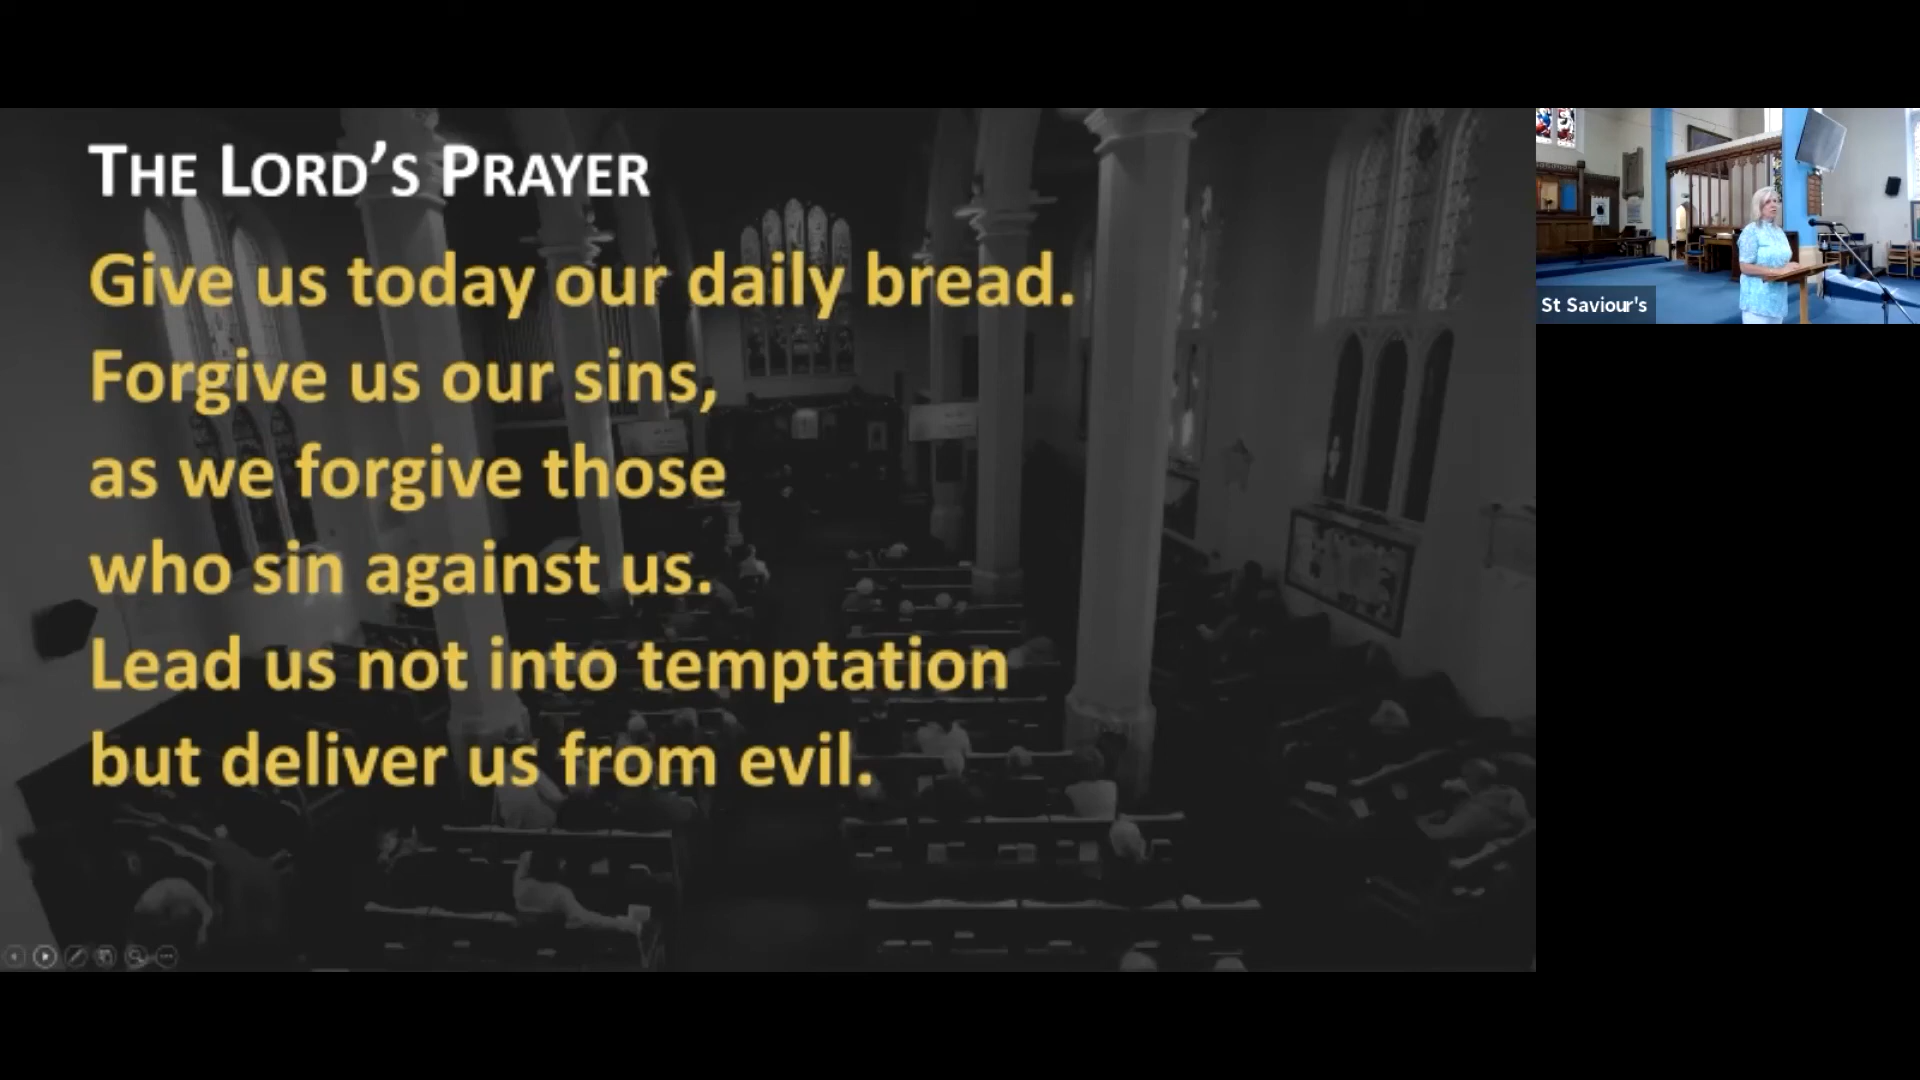 THE LORD'S PRAYER
Give us today our daily bread.
Forgive us our sins,
as we forgive those
who sin against us.
Lead us not into temptation
but deliver us from evil.
St Saviour's